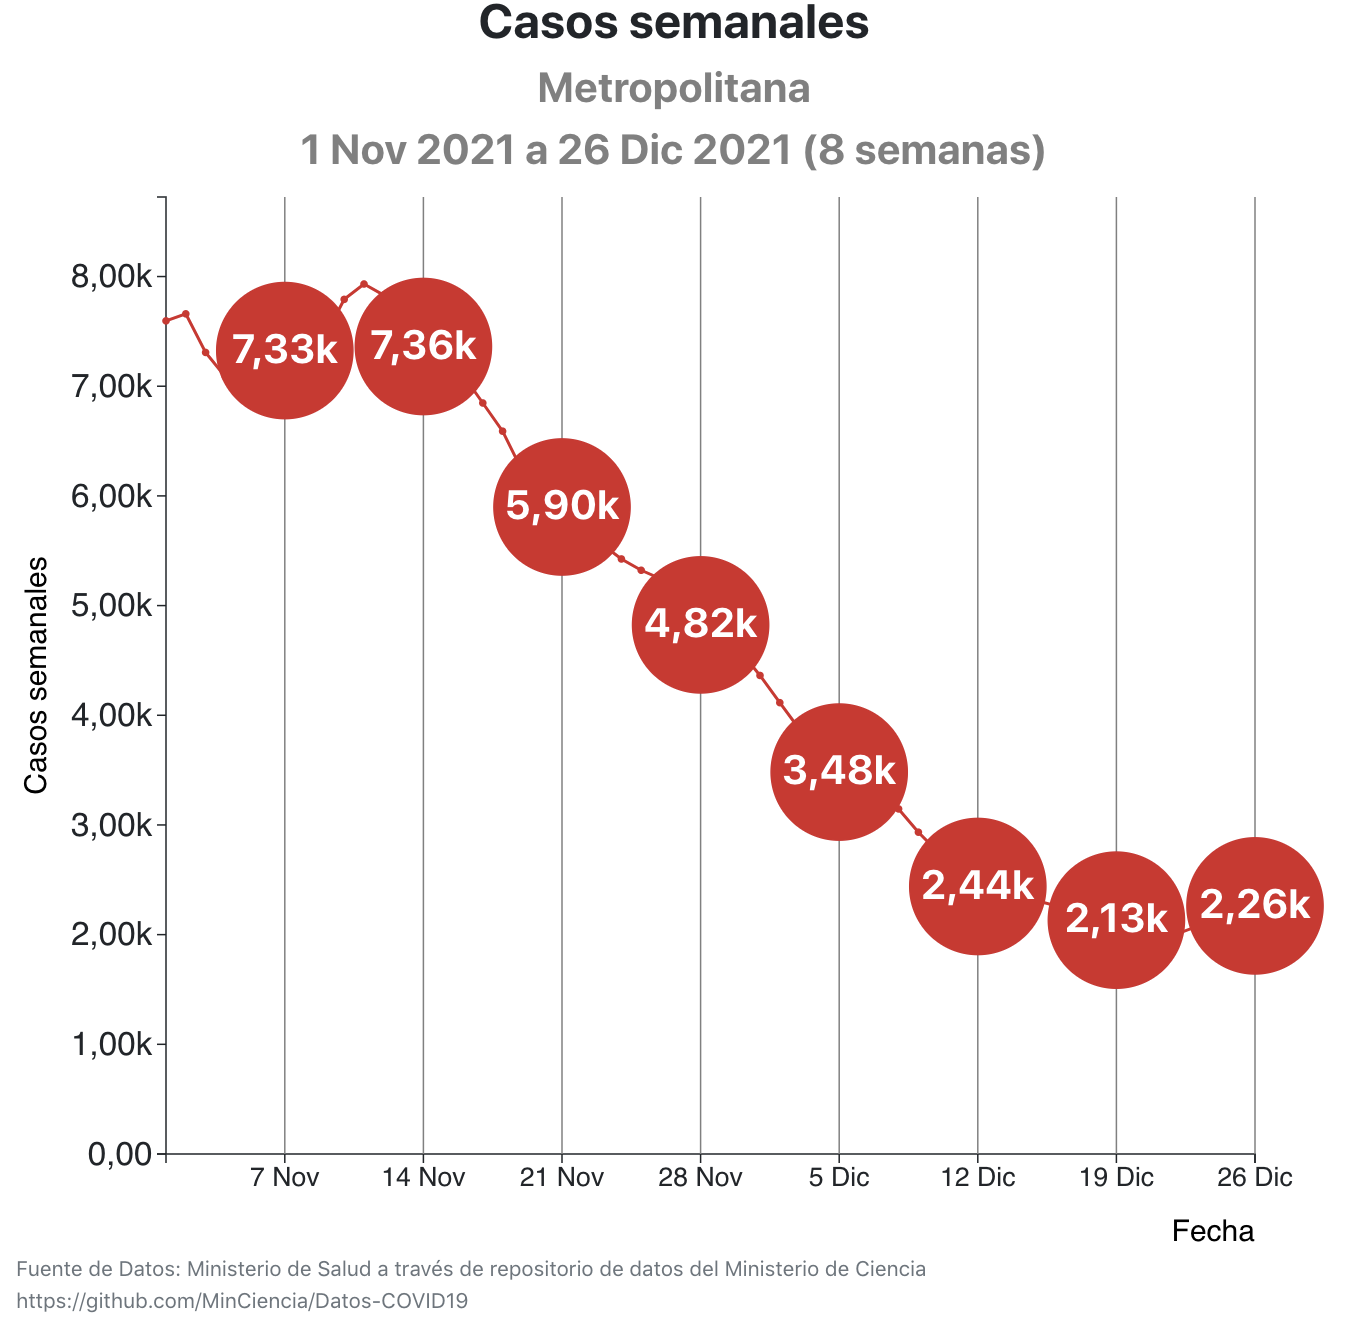 Casos semanales
Metropolitana
1 Nov 2021 a 26 Dic 2021 (8 semanas)
8,00k
7,00k
6,00k
5,00k
4,00k
3,00k
2,00k
1,00k
0,00
Casos semanales
7,33k
7,36k
5,90k
4,82k
3,48k
2,44k
2,13k
2,26k
7 Nov
14 Nov
21 Nov
28 Nov
5 Dic
12 Dic
19 Dic
26 Dic
Fecha
Fuente de Datos: Ministerio de Salud a través de repositorio de datos del Ministerio de Ciencia
https://github.com/MinCiencia/Datos-COVID19